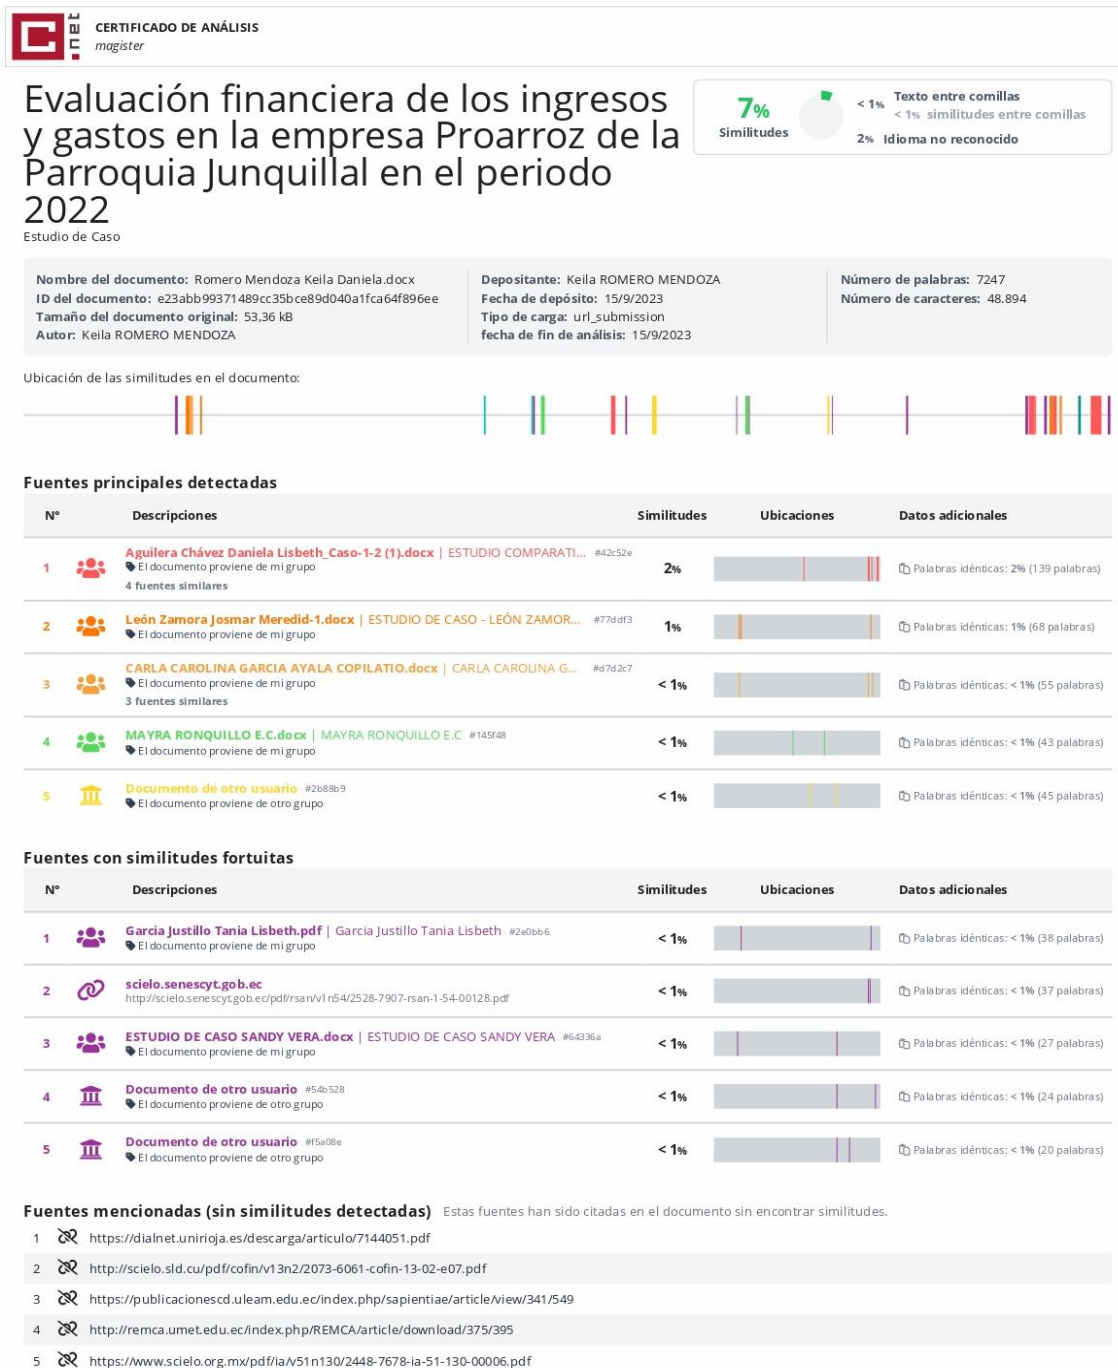 .net
CERTIFICADO DE ANÁLISIS
magister
Evaluación financiera de los ingresos
y gastos en la empresa Proarroz de la
Parroquia Junquillal en el periodo
2022
Estudio de Caso
7%
Similitudes
< 1% Texto entre comillas
< 1% similitudes entre comillas
2% Idioma no reconocido
Nombre del documento: Romero Mendoza Keila Daniela.docx
ID del documento: e23abb99371489cc35bce89d040a1fca64f896ee
Tamaño del documento original: 53,36 kB
Autor: Keila ROMERO MENDOZA
Depositante: Keila ROMERO MENDOZA
Fecha de depósito: 15/9/2023
Tipo de carga: url_submission
fecha de fin de análisis: 15/9/2023
Número de palabras: 7247
Número de caracteres: 48.894
Ubicación de las similitudes en el documento:
Fuentes principales detectadas
N° Descripciones Similitudes Ubicaciones Datos adicionales
1 Aguilera Chávez Daniela Lisbeth_Caso-1-2 (1).docx | ESTUDIO COMPARATI... #42c52e
El documento proviene de mi grupo
4 fuentes similares
2% Palabras idénticas: 2% (139 palabras)
2 León Zamora Josmar Meredid-1.docx | ESTUDIO DE CASO - LEÓN ZAMOR... #77ddf3
El documento proviene de mi grupo
1% Palabras idénticas: 1% (68 palabras)
3 CARLA CAROLINA GARCIA AYALA COPILATIO.docx | CARLA CAROLINA G... #d7d2c7
El documento proviene de mi grupo
3 fuentes similares
< 1% Palabras idénticas: < 1% (55 palabras)
4 MAYRA RONQUILLO E.C.docx | MAYRA RONQUILLO E.C #145f48
El documento proviene de mi grupo
< 1% Palabras idénticas: < 1% (43 palabras)
5 Documento de otro usuario #2b88b9
El documento proviene de otro grupo
< 1% Palabras idénticas: < 1% (45 palabras)
Fuentes con similitudes fortuitas
N° Descripciones Similitudes Ubicaciones Datos adicionales
1 Garcia Justillo Tania Lisbeth.pdf | Garcia Justillo Tania Lisbeth #2e0bb6
El documento proviene de mi grupo
< 1% Palabras idénticas: < 1% (38 palabras)
2 scielo.senescyt.gob.ec
http://scielo.senescyt.gob.ec/pdf/rsan/v1n54/2528-7907-rsan-1-54-00128.pdf
< 1% Palabras idénticas: < 1% (37 palabras)
3 ESTUDIO DE CASO SANDY VERA.docx | ESTUDIO DE CASO SANDY VERA #64336a
El documento proviene de mi grupo
< 1% Palabras idénticas: < 1% (27 palabras)
4 Documento de otro usuario #54b528
El documento proviene de otro grupo
< 1% Palabras idénticas: < 1% (24 palabras)
5 Documento de otro usuario #f5a08e
El documento proviene de otro grupo
< 1% Palabras idénticas: < 1% (20 palabras)
Fuentes mencionadas (sin similitudes detectadas) Estas fuentes han sido citadas en el documento sin encontrar similitudes.
1 https://dialnet.unirioja.es/descarga/articulo/7144051.pdf
2 http://scielo.sld.cu/pdf/cofin/v13n2/2073-6061-cofin-13-02-e07.pdf
3 https://publicacionescd.uleam.edu.ec/index.php/sapientiae/article/view/341/549
4 http://remca.umet.edu.ec/index.php/REMCA/article/download/375/395
5 https://www.scielo.org.mx/pdf/ia/v51n130/2448-7678-ia-51-130-00006.pdf